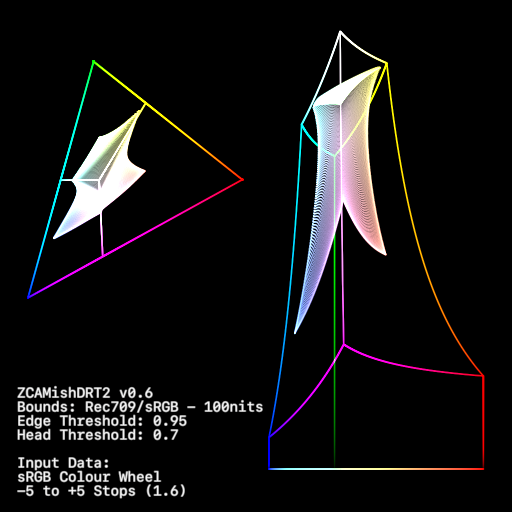 ZCAMishDRT2 v0.6
Bounds: Rec709/sRGB – 100nits
Edge Threshold: 0.95
Head Threshold: 0.7
Input Data:
sRGB Colour Wheel
–5 to +5 Stops (1.6)